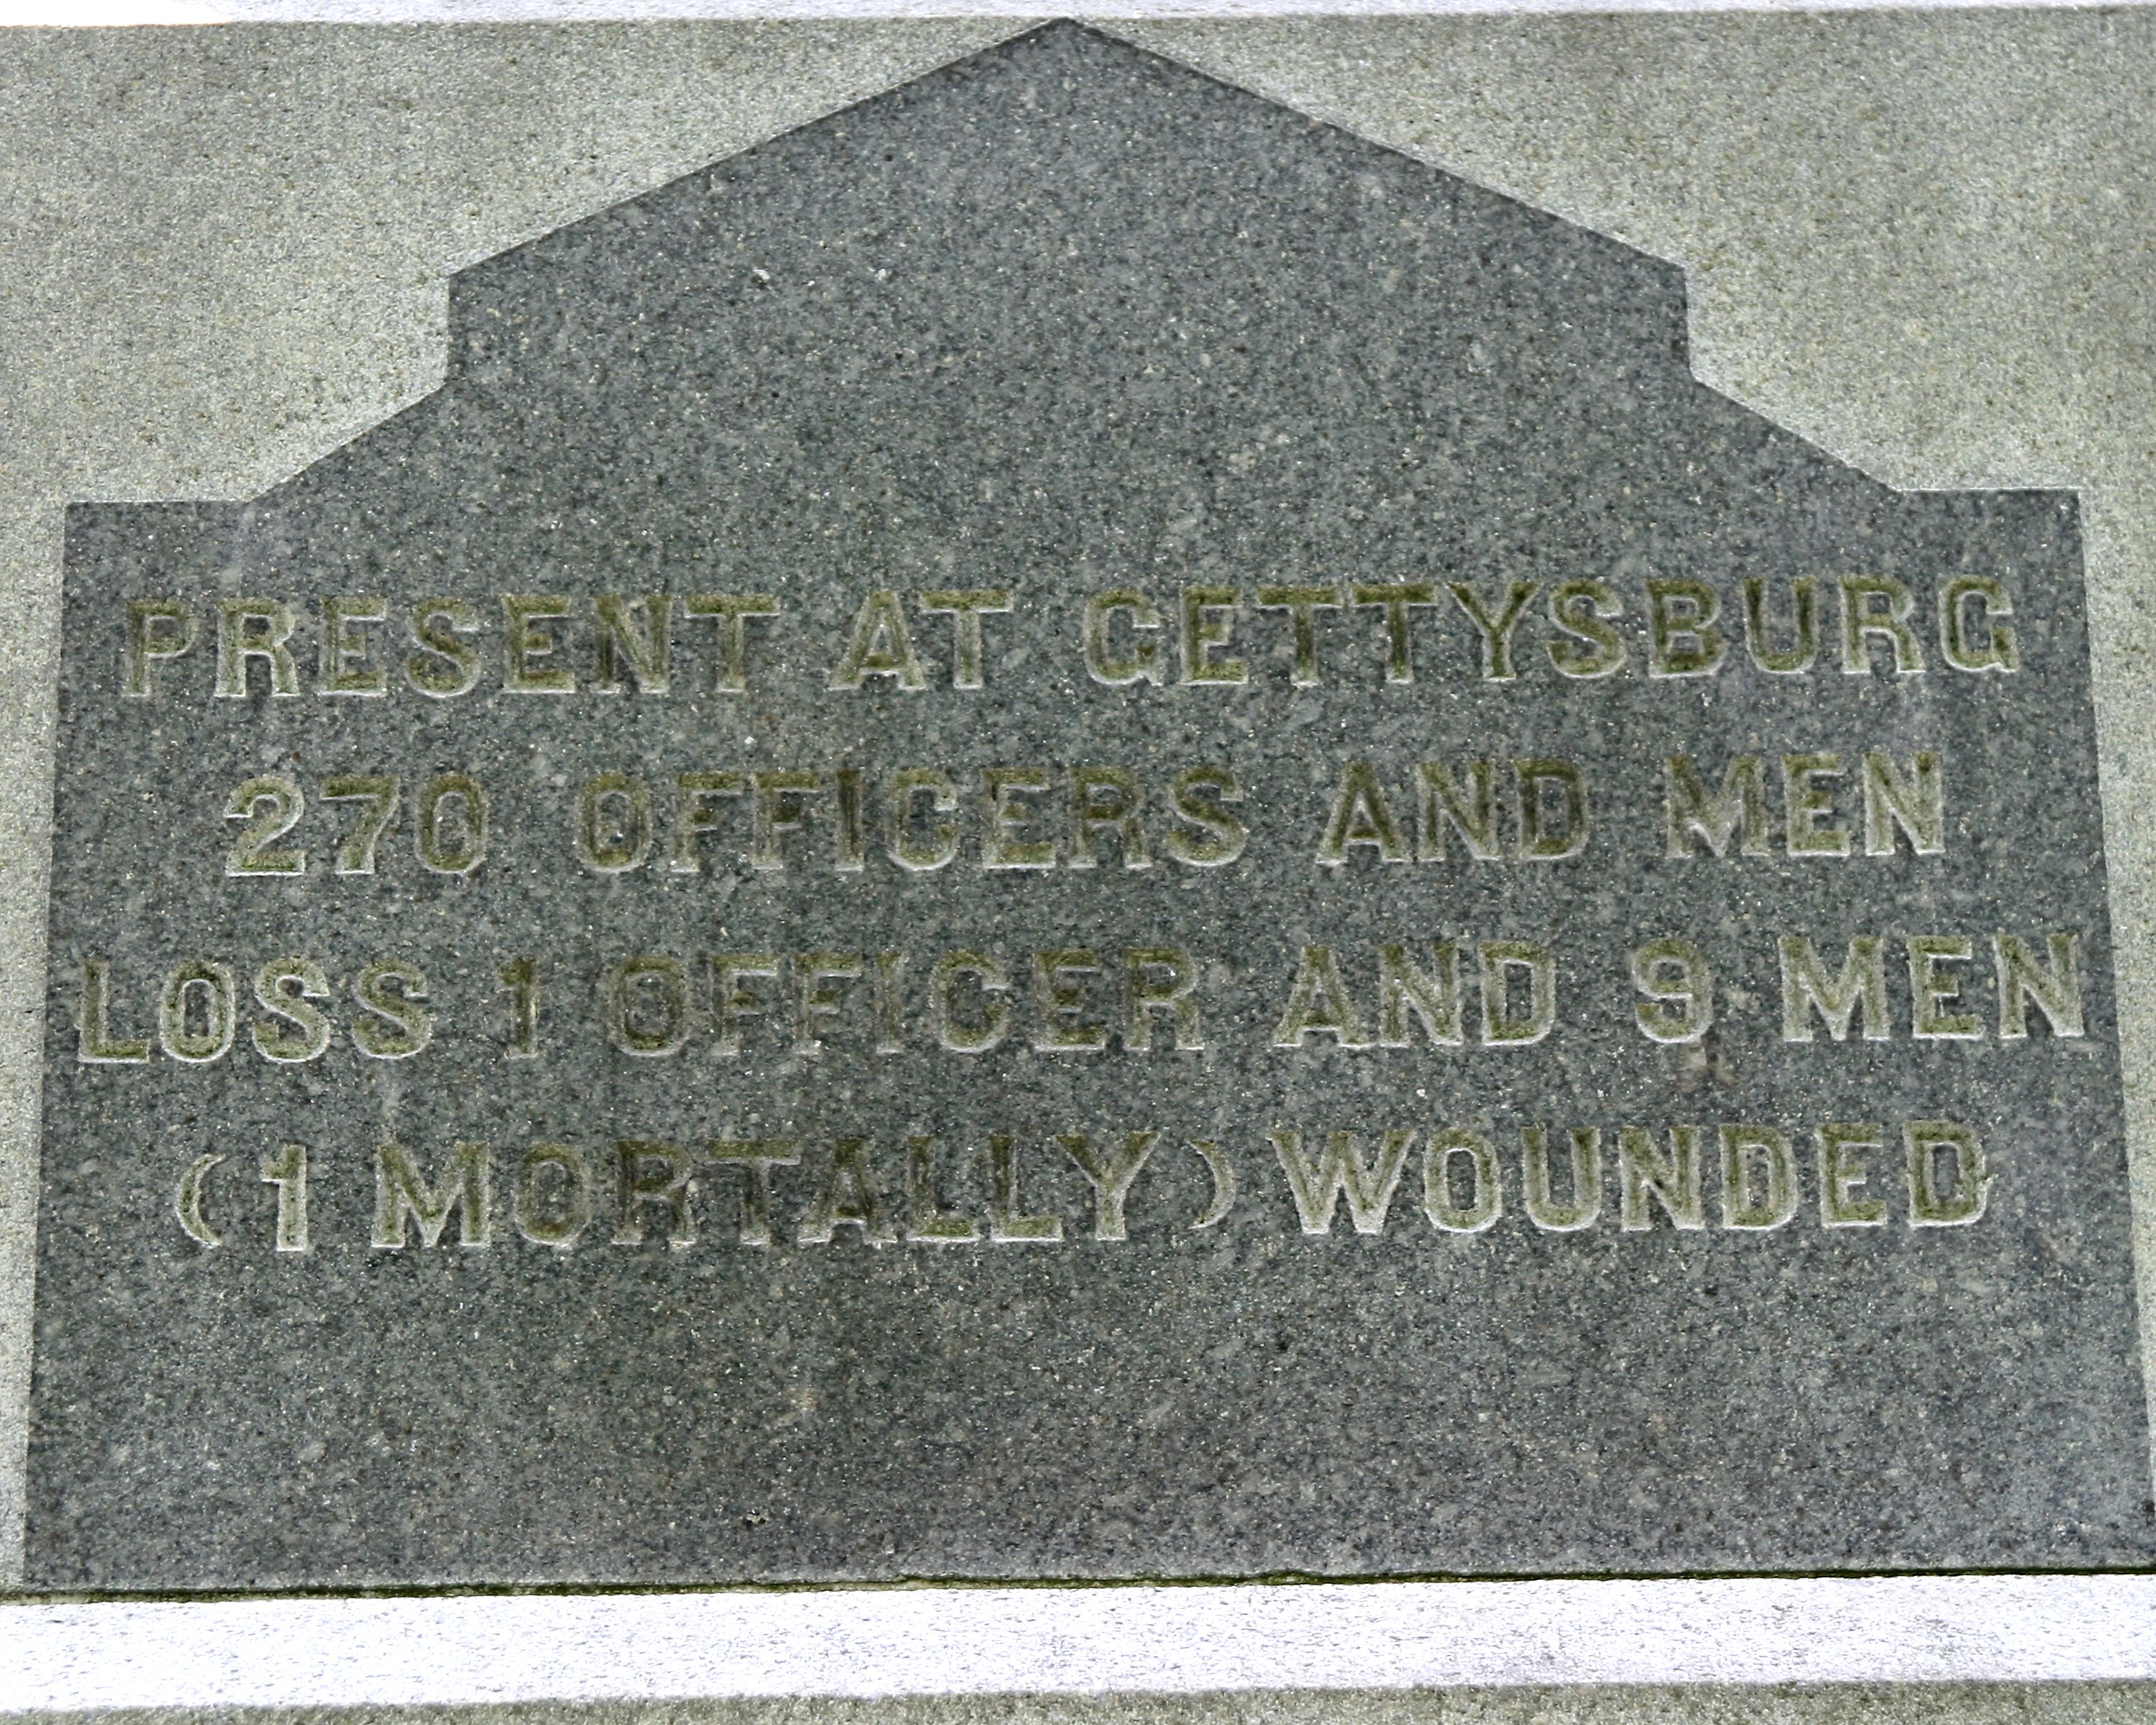 PRESENT AT GETTYSBURG
270 OFFICERS AND MEN
LOSS 1 OFFICER AND 9 MEN
(1 MORTALLY) WOUNDED